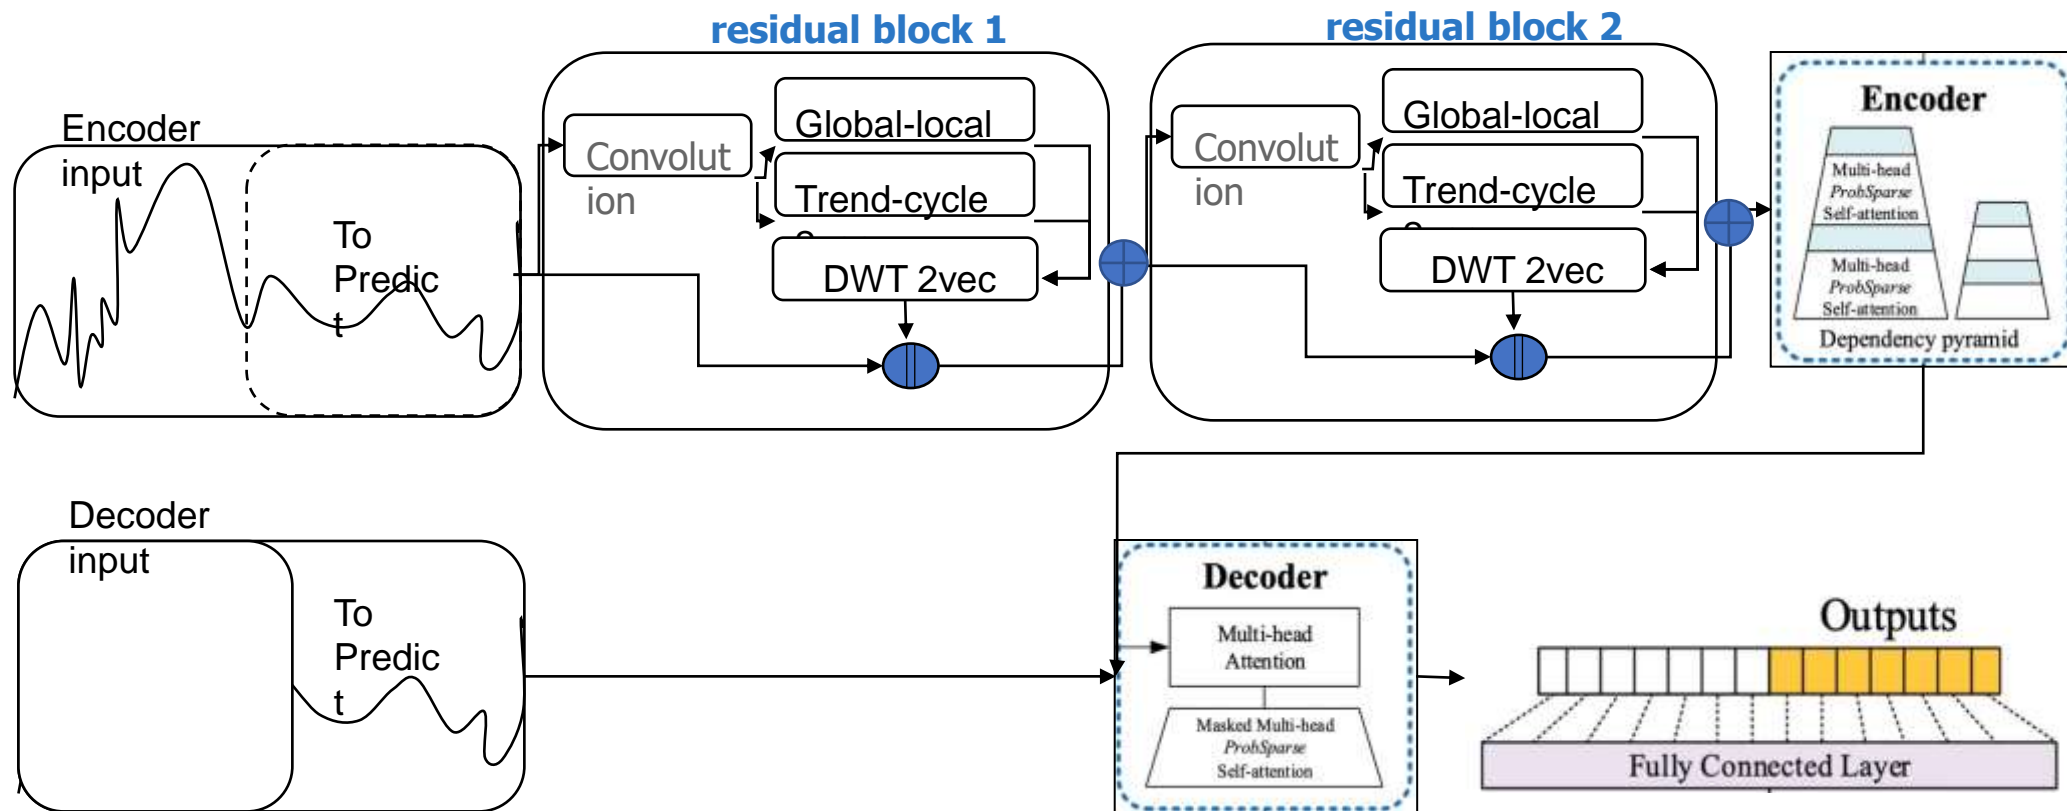 residual block 1
residual block 2
Encoder
input
To
Predic
t
Convolut
ion
Global-local
Trend-cycle
DWT 2vec
Convolut
ion
Global-local
Trend-cycle
DWT 2vec
Encoder
Multi-head
ProbSparse
Self-attention
Multi-head
ProbSparse
Self-attention
Dependency pyramid
Decoder
input
To
Predic
t
Decoder
Multi-head
Attention
Masked Multi-head
ProbSparse
Self-attention
Outputs
Fully Connected Layer